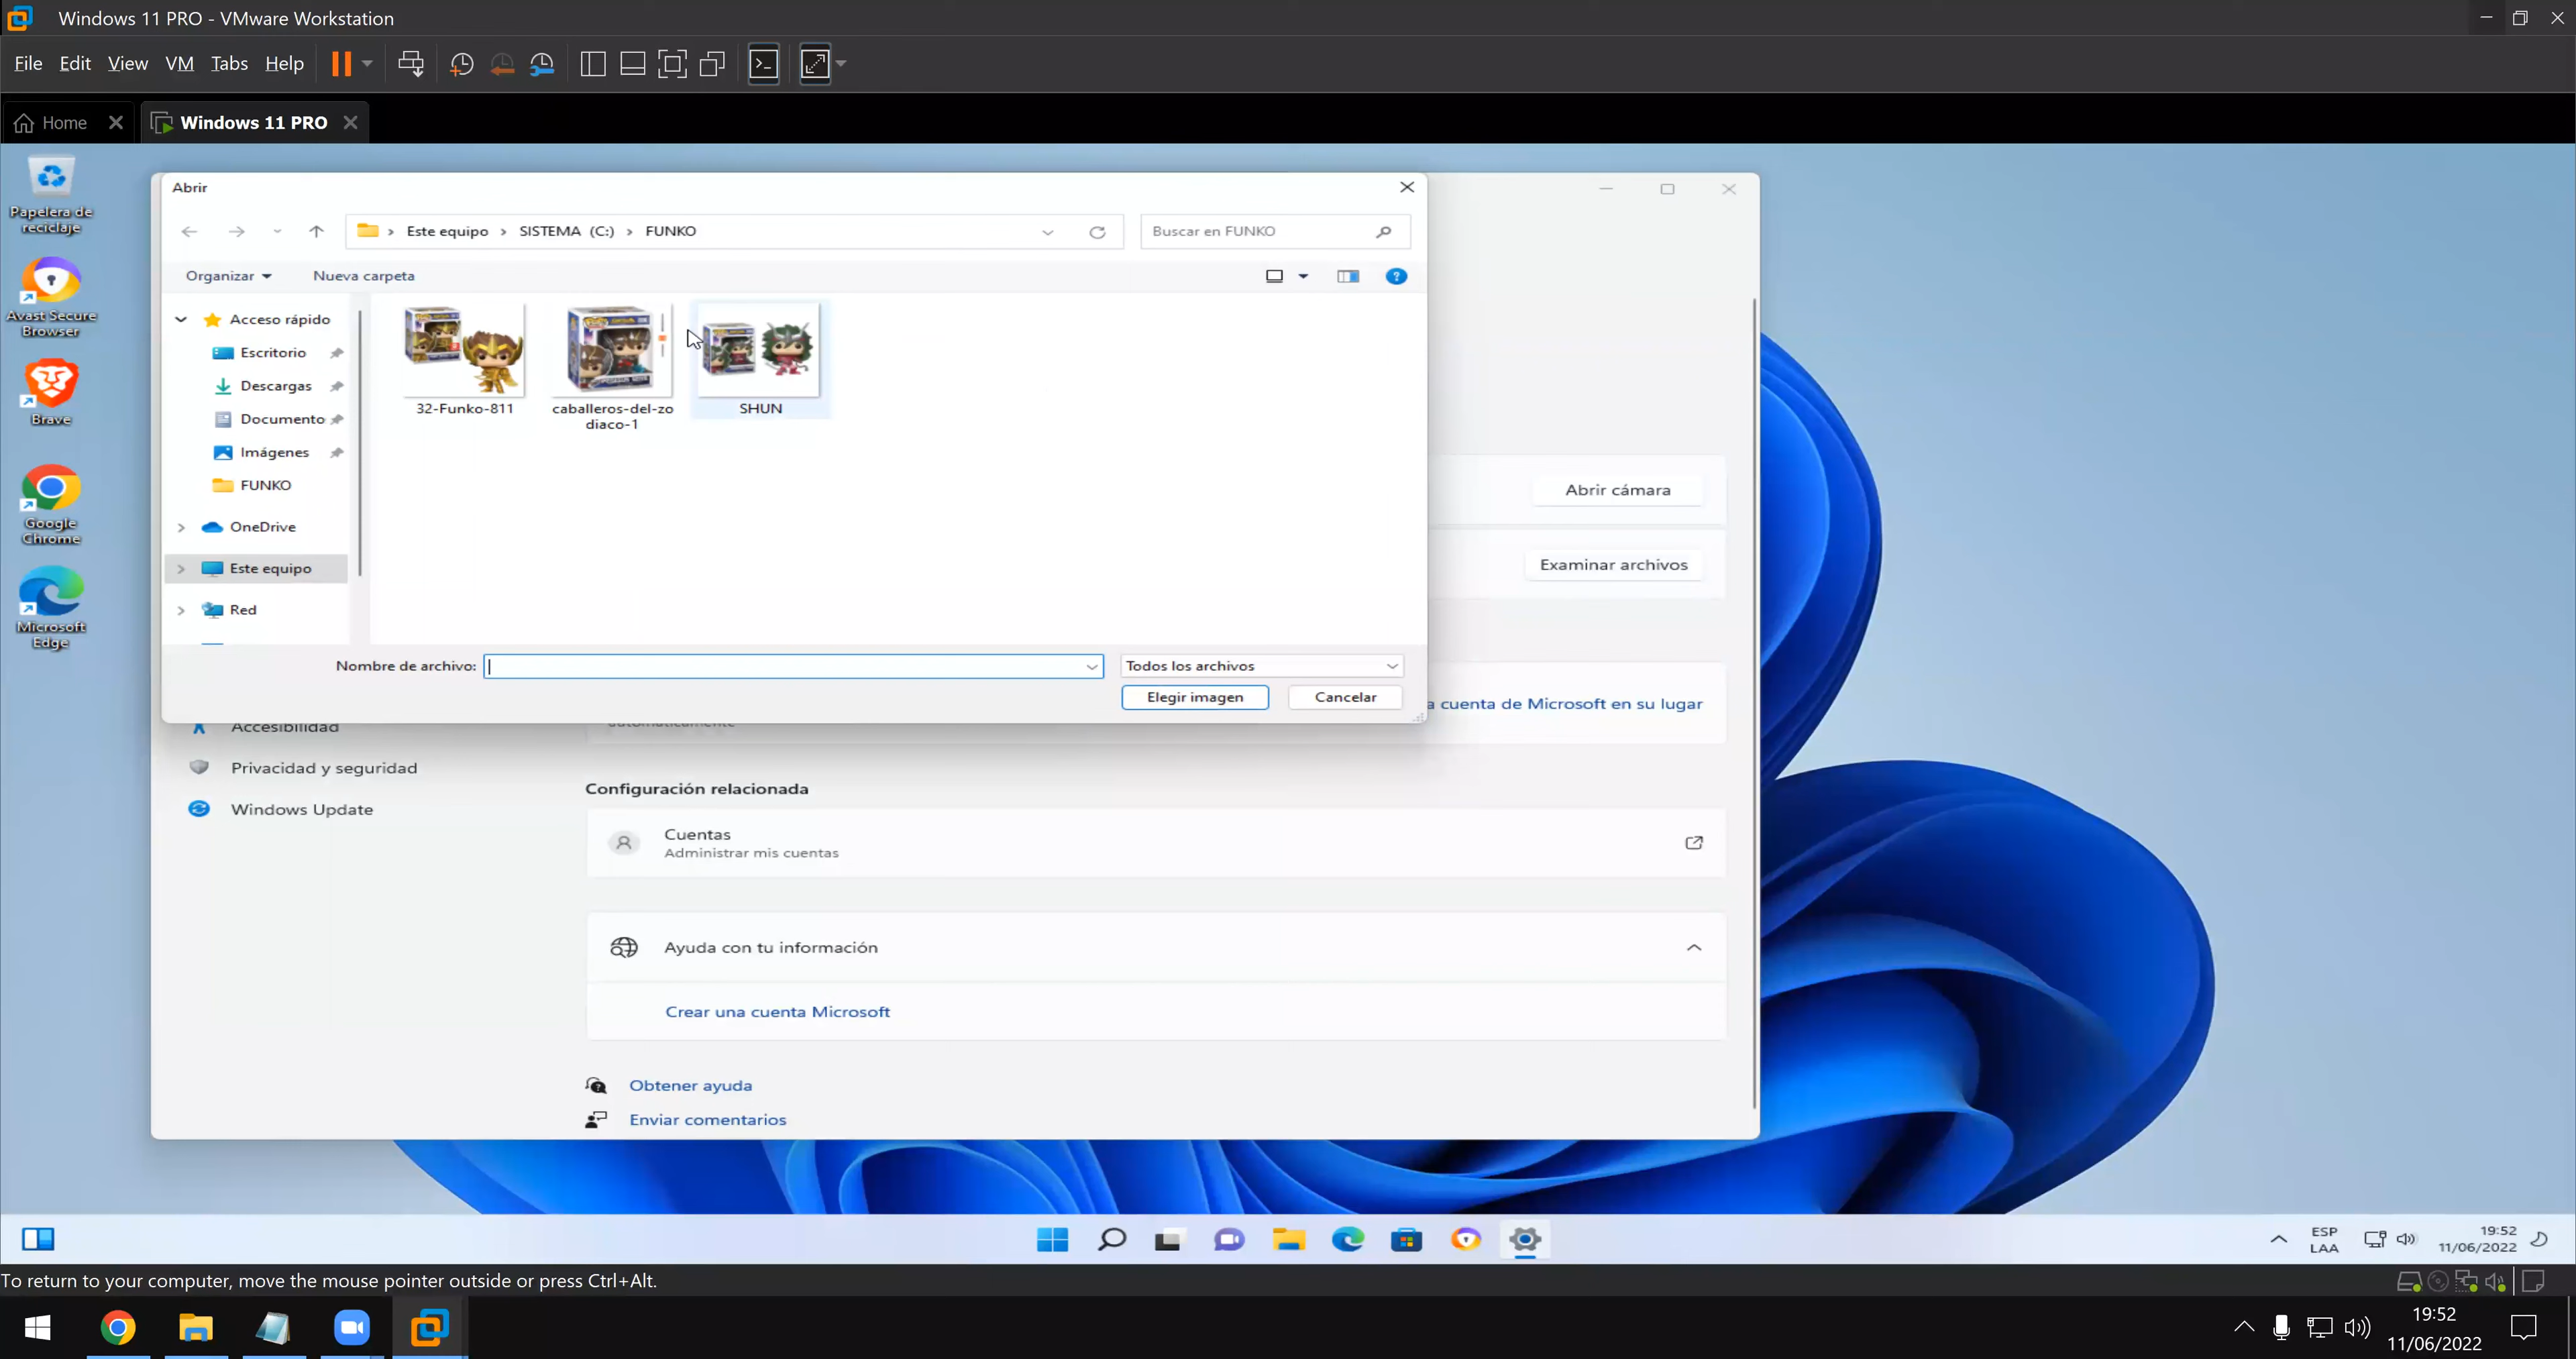 Windows 11 PRO - VMware Workstation
File Edit View VM Tabs Help
Home
Windows 11 PRO
Papelera de
reciclaje
Avast Secure
Browser
Brave
Google
Chrome
Microsoft
Edge
Abrir
Este equipo
SISTEMA (C:)
FUNKO
Buscar en FUNKO
Organizar
Nueva carpeta
Acceso rápido
Escritorio
Descargas
Documento
Imágenes
FUNKO
OneDrive
Este equipo
Red
32-Funko-811
caballeros-del-zo
diaco-1
SHUN
Nombre de archivo:
Todos los archivos
Elegir imagen
Cancelar
Abrir cámara
Examinar archivos
a cuenta de Microsoft en su lugar
automáticamente
Accesibilidad
Privacidad y seguridad
Windows Update
Configuración relacionada
Cuentas
Administrar mis cuentas
Ayuda con tu información
Crear una cuenta Microsoft
Obtener ayuda
Enviar comentarios
ESP
LAA
19:52
11/06/2022
To return to your computer, move the mouse pointer outside or press Ctrl+Alt.
19:52
11/06/2022